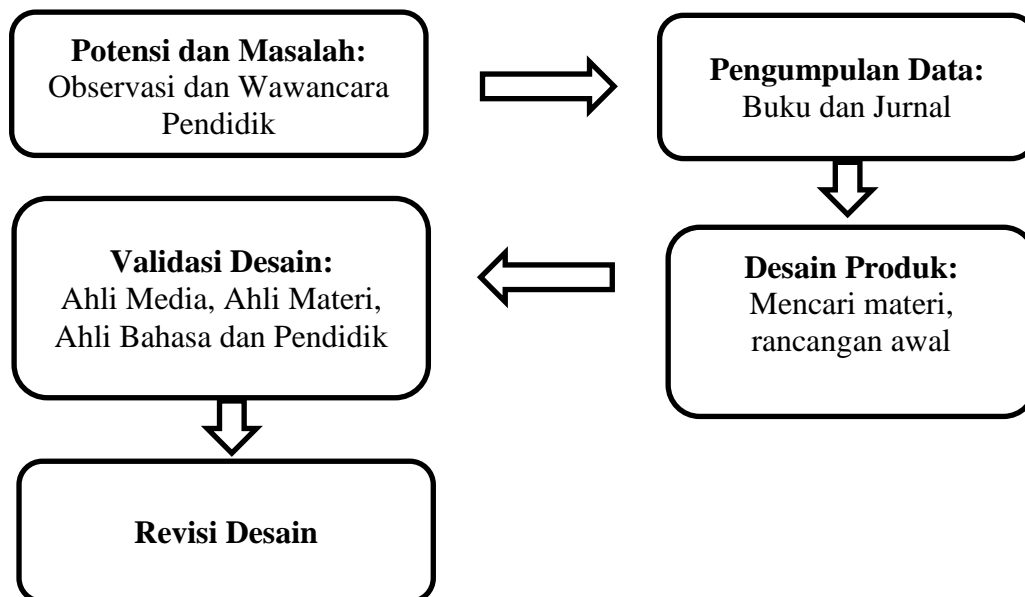 Potensi dan Masalah:
Observasi dan Wawancara
Pendidik
Pengumpulan Data:
Buku dan Jurnal
Desain Produk:
Mencari materi,
rancangan awal
Validasi Desain:
Ahli Media, Ahli Materi,
Ahli Bahasa dan Pendidik
Revisi Desain